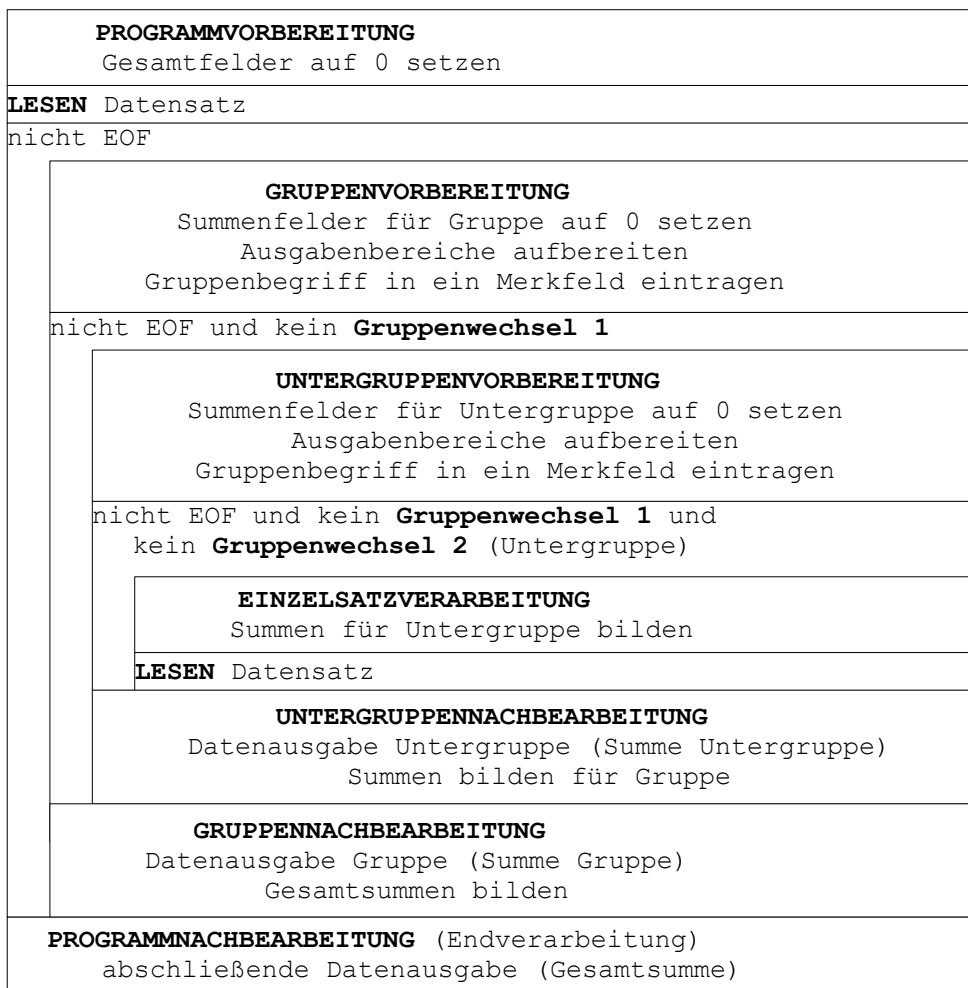 PROGRAMMVORBEREITUNG
Gesamtfelder auf 0 setzen
LESEN Datensatz
nicht EOF
GRUPPENVORBEREITUNG
Summenfelder für Gruppe auf 0 setzen
Ausgabenbereiche aufbereiten
Gruppenbegriff in ein Merkfeld eintragen
nicht EOF und kein Gruppenwechsel 1
UNTERGRUPPENVORBEREITUNG
Summenfelder für Untergruppe auf 0 setzen
Ausgabenbereiche aufbereiten
Gruppenbegriff in ein Merkfeld eintragen
nicht EOF und kein Gruppenwechsel 1 und
kein Gruppenwechsel 2 (Untergruppe)
EINZELSATZVERARBEITUNG
Summen für Untergruppe bilden
LESEN Datensatz
UNTERGRUPPENNACHBEARBEITUNG
Datenausgabe Untergruppe (Summe Untergruppe)
Summen bilden für Gruppe
GRUPPENNACHBEARBEITUNG
Datenausgabe Gruppe (Summe Gruppe)
Gesamtsummen bilden
PROGRAMMNACHBEARBEITUNG (Endverarbeitung)
abschließende Datenausgabe (Gesamtsumme)